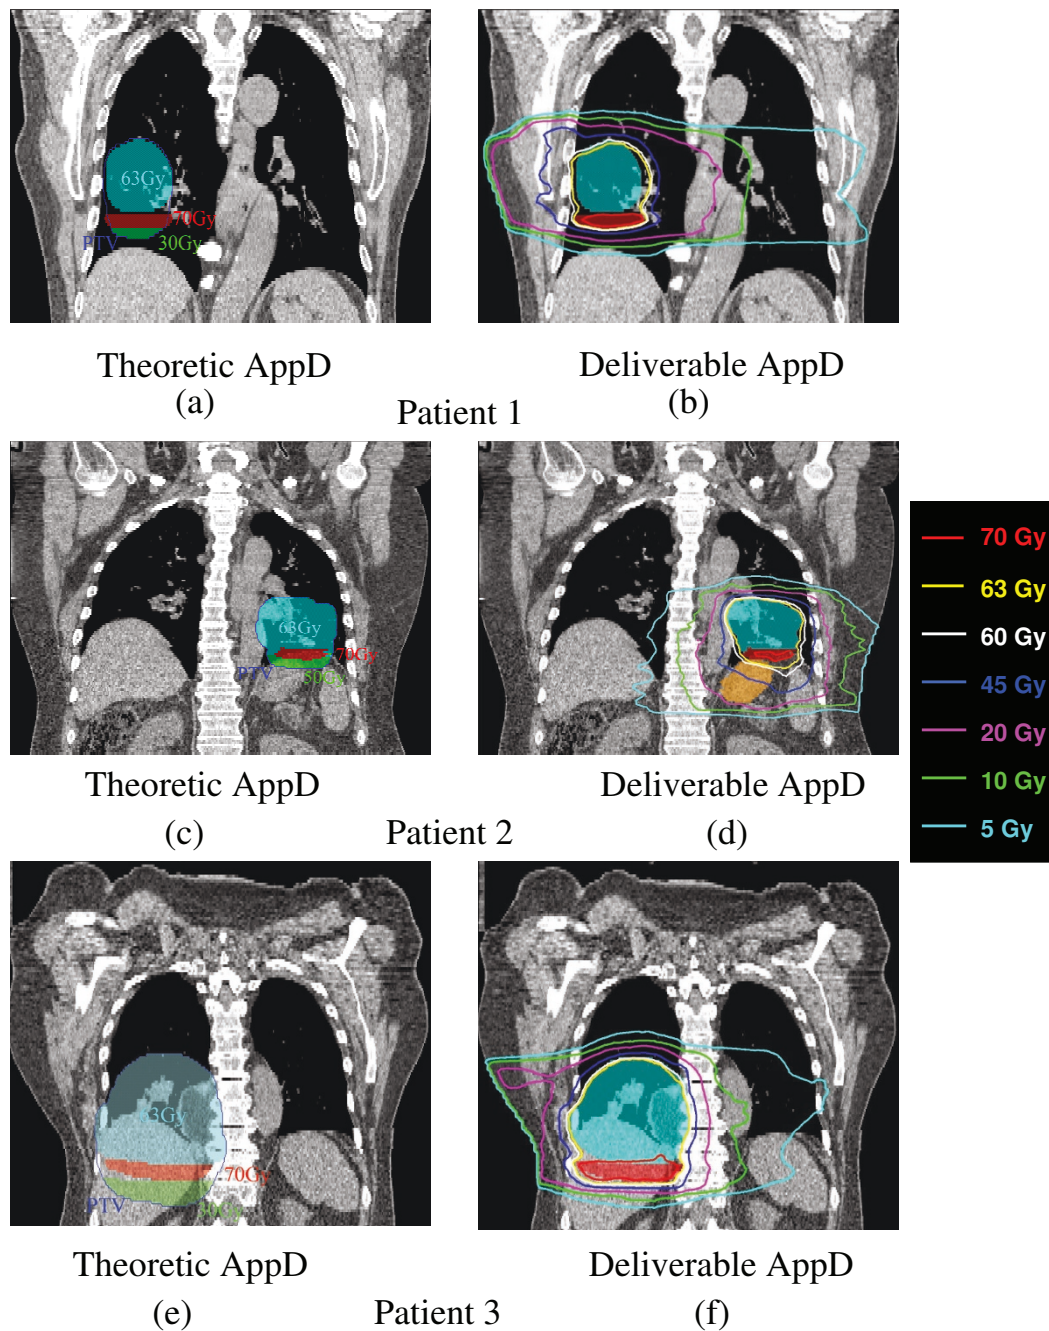 63Gy
70Gy
PTV 30Gy
Theoretic AppD Deliverable AppD
(a) (b)
Patient 1
63Gy
70Gy
PTV 30Gy
Theoretic AppD Deliverable AppD
(c) Patient 2 (d)
70 Gy
63 Gy
60 Gy
45 Gy
20 Gy
10 Gy
5 Gy
63Gy
70Gy
PTV 30Gy
Theoretic AppD Deliverable AppD
(e) Patient 3 (f)